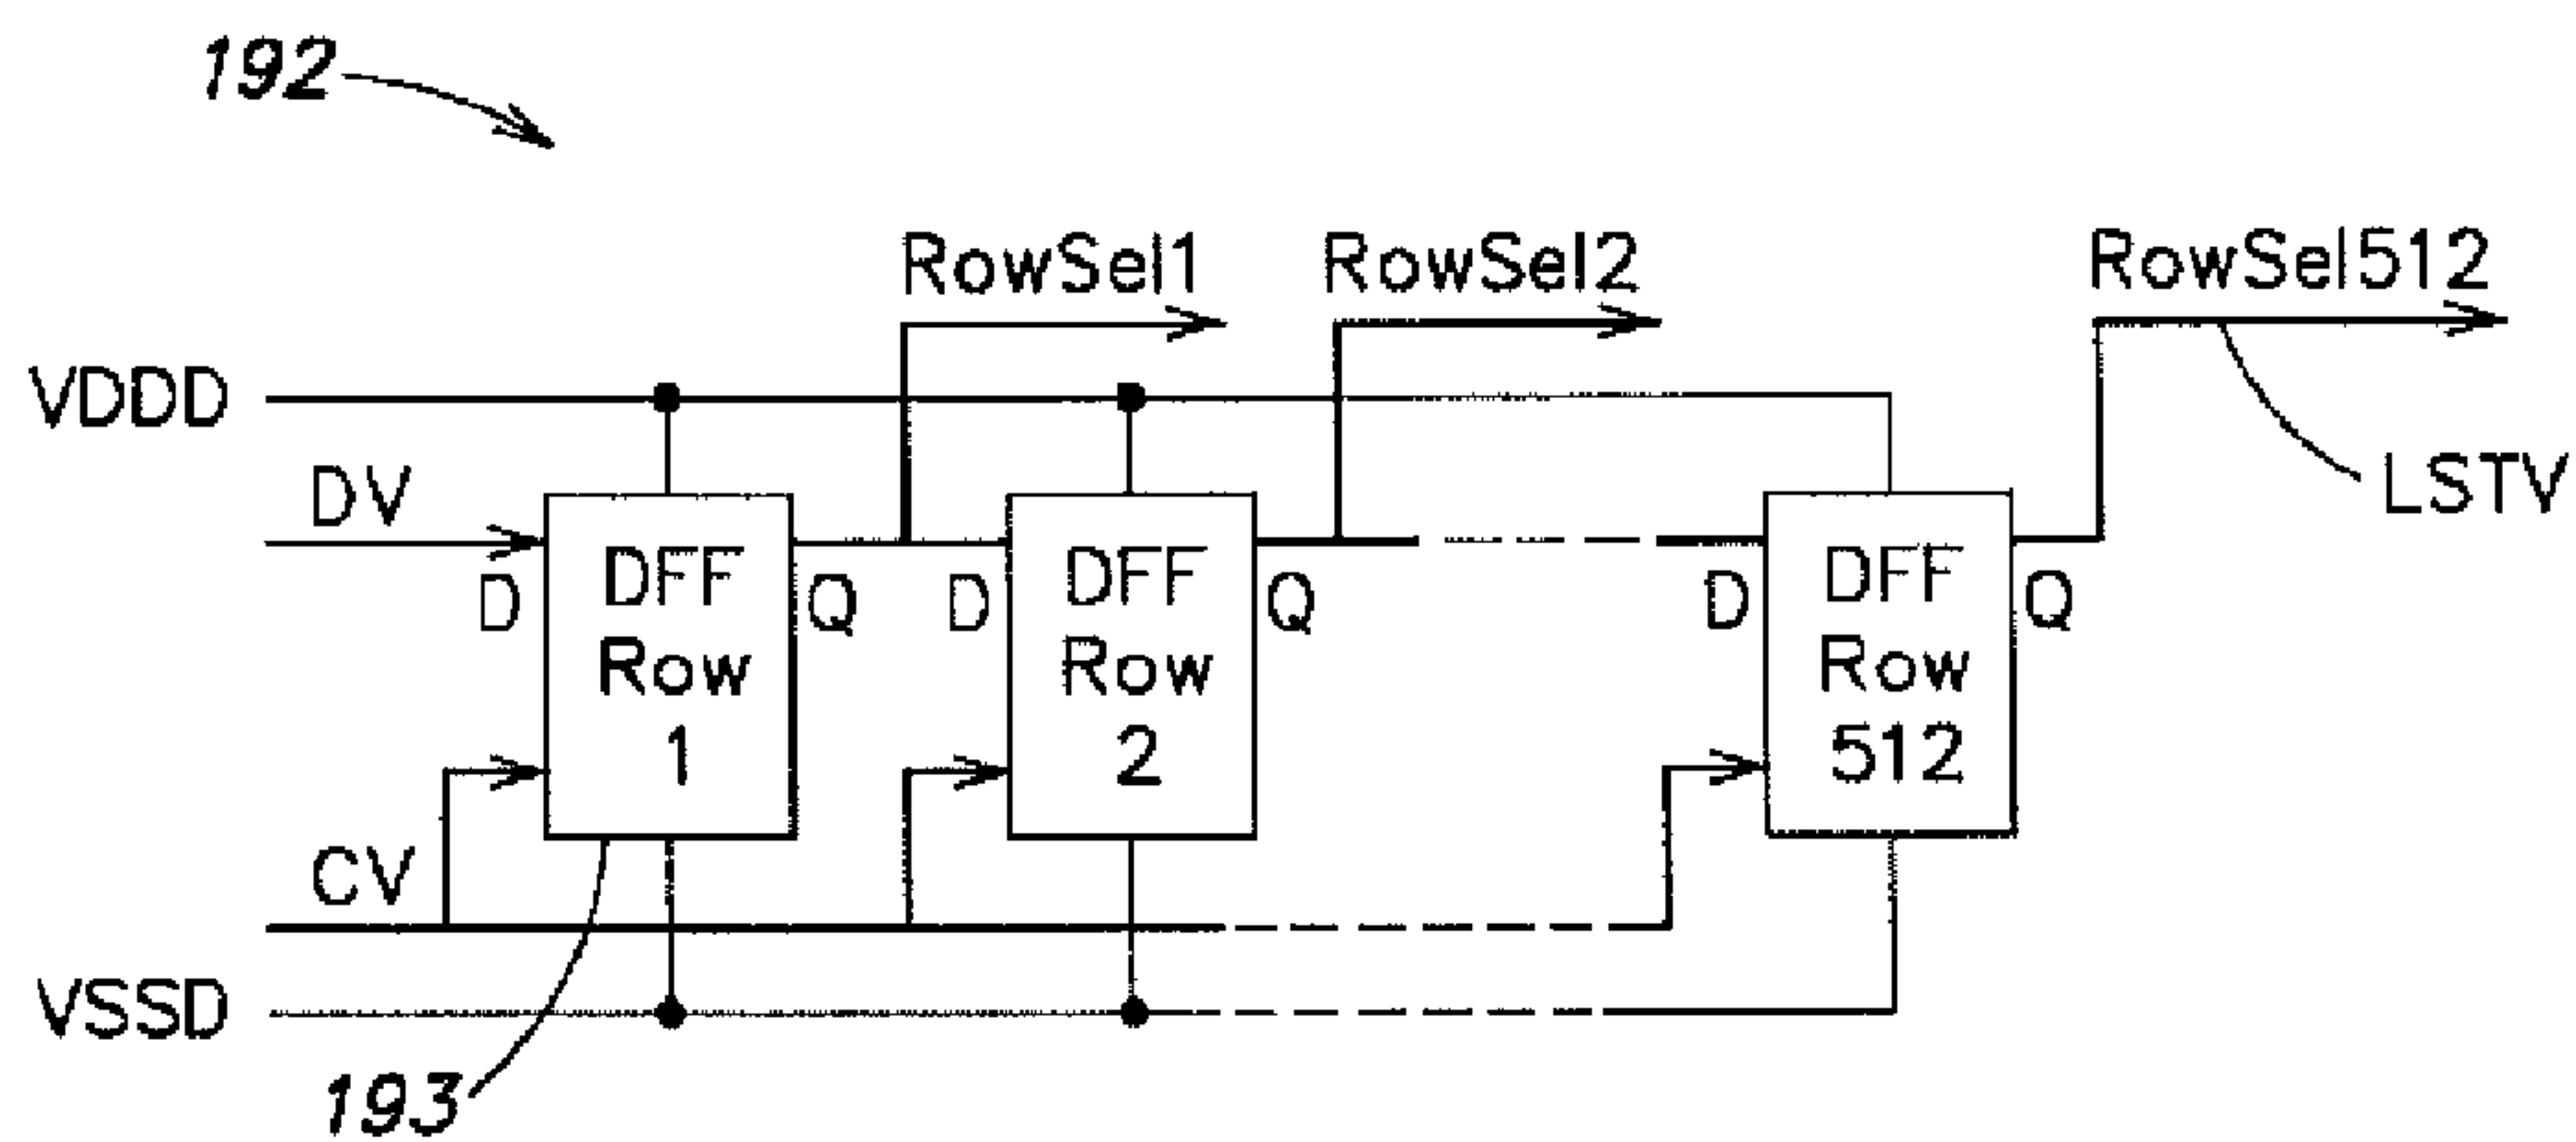 192
RowSel1
RowSel2
RowSel512
VDDD
DV
LSTV
D
DFF
Row
1
Q
D
DFF
Row
2
Q
D
DFF
Row
512
Q
CV
VSSD
193